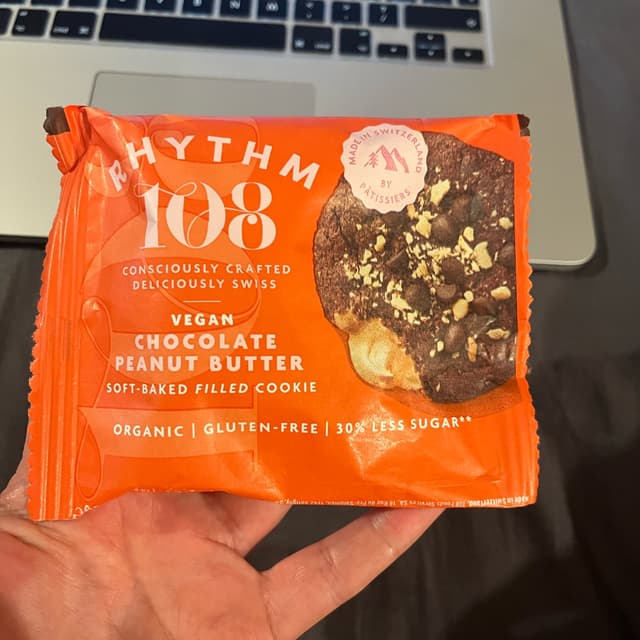 RHYTHM
108
CONSCIOUSLY CRAFTED
DELICIOUSLY SWISS
VEGAN
CHOCOLATE
PEANUT BUTTER
SOFT-BAKED FILLED COOKIE
ORGANIC | GLUTEN-FREE | 30% LESS SUGAR**
MADE IN SWITZERLAND
BY
PÂTISSIERS